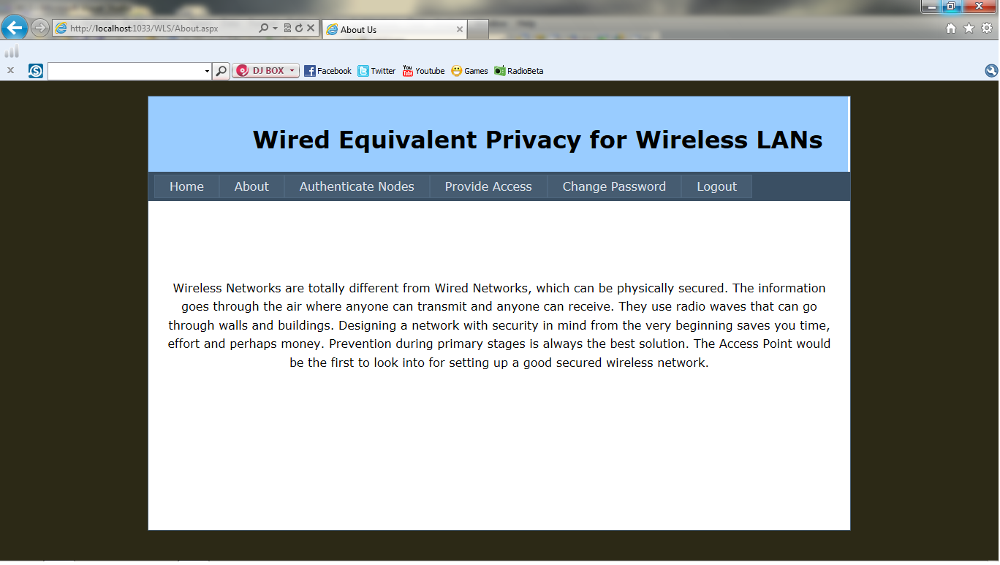 http://localhost:1033/WLS/About.aspx
About Us
DJ BOX
Facebook
Twitter
You Tube
Youtube
Games
RadioBeta
Wired Equivalent Privacy for Wireless LANs
Home
About
Authenticate Nodes
Provide Access
Change Password
Logout
Wireless Networks are totally different from Wired Networks, which can be physically secured. The information
goes through the air where anyone can transmit and anyone can receive. They use radio waves that can go
through walls and buildings. Designing a network with security in mind from the very beginning saves you time,
effort and perhaps money. Prevention during primary stages is always the best solution. The Access Point would
be the first to look into for setting up a good secured wireless network.